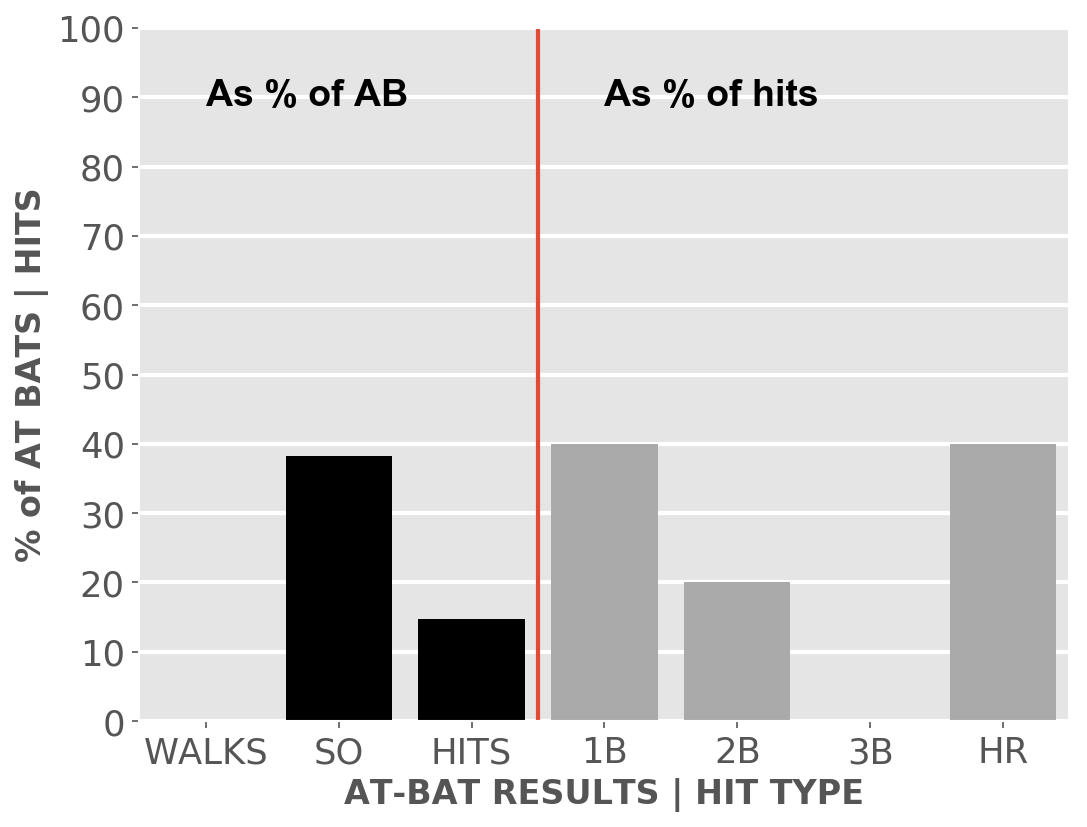 As % of AB
As % of hits
% of AT BATS | HITS
100
90
80
70
60
50
40
30
20
10
0
WALKS SO HITS 1B 2B 3B HR
AT-BAT RESULTS | HIT TYPE